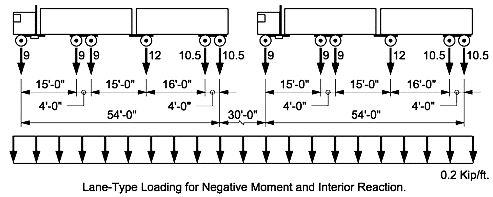 9 9 9 12 10.5 10.5 9 9 9 12 10.5 10.5
15'-0" 15'-0" 16'-0" 15'-0" 15'-0" 16'-0"
4'-0" 4'-0" 4'-0" 4'-0"
54'-0" 30'-0" 54'-0"
0.2 Kip/ft.
Lane-Type Loading for Negative Moment and Interior Reaction.